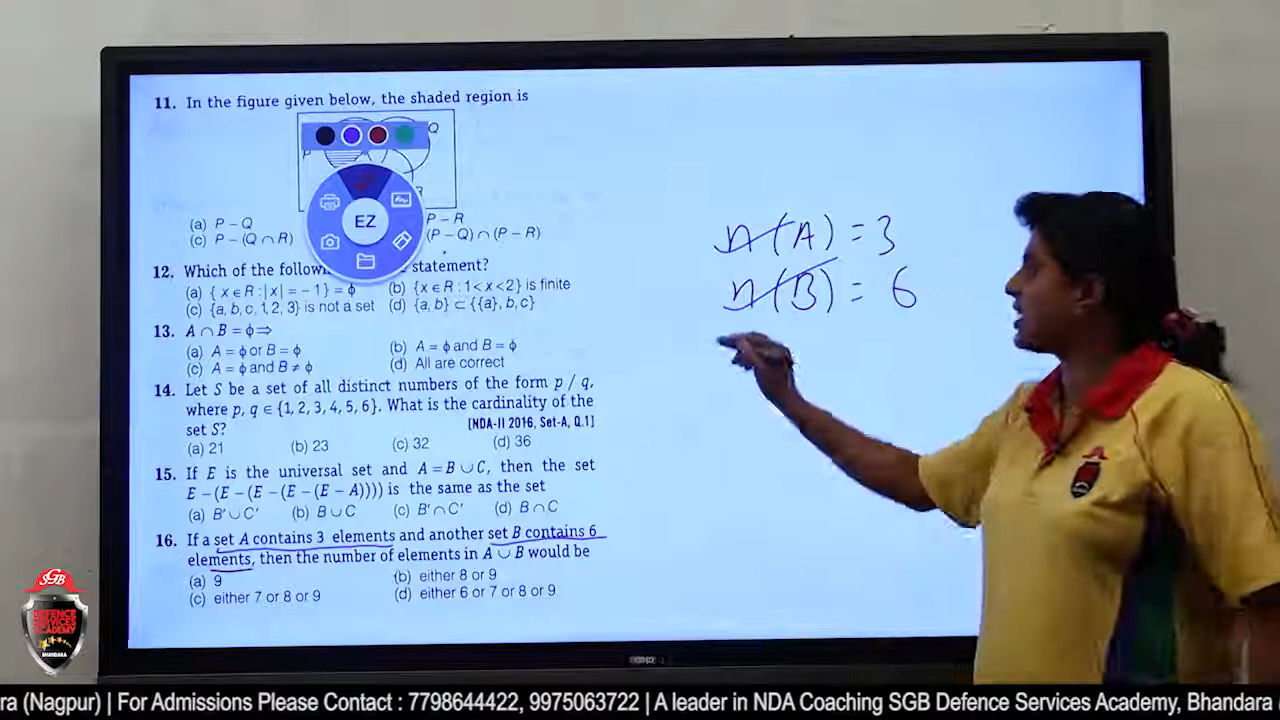 11. In the figure given below, the shaded region is
Q
EZ
(a) P – Q
P – R
(c) P – (Q ∩ R)
(P – Q) ∩ (P – R)
12. Which of the follow statement?
(a) { x ∈ R : |x| = – 1 } = ϕ (b) {x ∈ R : 1 < x < 2} is finite
(c) {a, b, c, 1, 2, 3} is not a set (d) {a, b} ⊂ {{a}, b, c}
13. A ∩ B = ϕ ⇒
(a) A = ϕ or B = ϕ (b) A = ϕ and B = ϕ
(c) A = ϕ and B ≠ ϕ (d) All are correct
14. Let S be a set of all distinct numbers of the form p / q,
where p, q ∈ {1, 2, 3, 4, 5, 6}. What is the cardinality of the
set S? [NDA-II 2016, Set-A, Q.1]
(a) 21 (b) 23 (c) 32 (d) 36
15. If E is the universal set and A = B ∪ C, then the set
E – (E – (E – (E – (E – A)))) is the same as the set
(a) B′ ∪ C′ (b) B ∪ C (c) B′ ∩ C′ (d) B ∩ C
16. If a set A contains 3 elements and another set B contains 6
elements, then the number of elements in A ∪ B would be
(a) 9 (b) either 8 or 9
(c) either 7 or 8 or 9 (d) either 6 or 7 or 8 or 9
n(A) = 3
n(B) = 6
SGB
DEFENCE
SERVICES
ACADEMY
BHANDARA
ra (Nagpur) | For Admissions Please Contact : 7798644422, 9975063722 | A leader in NDA Coaching SGB Defence Services Academy, Bhandara